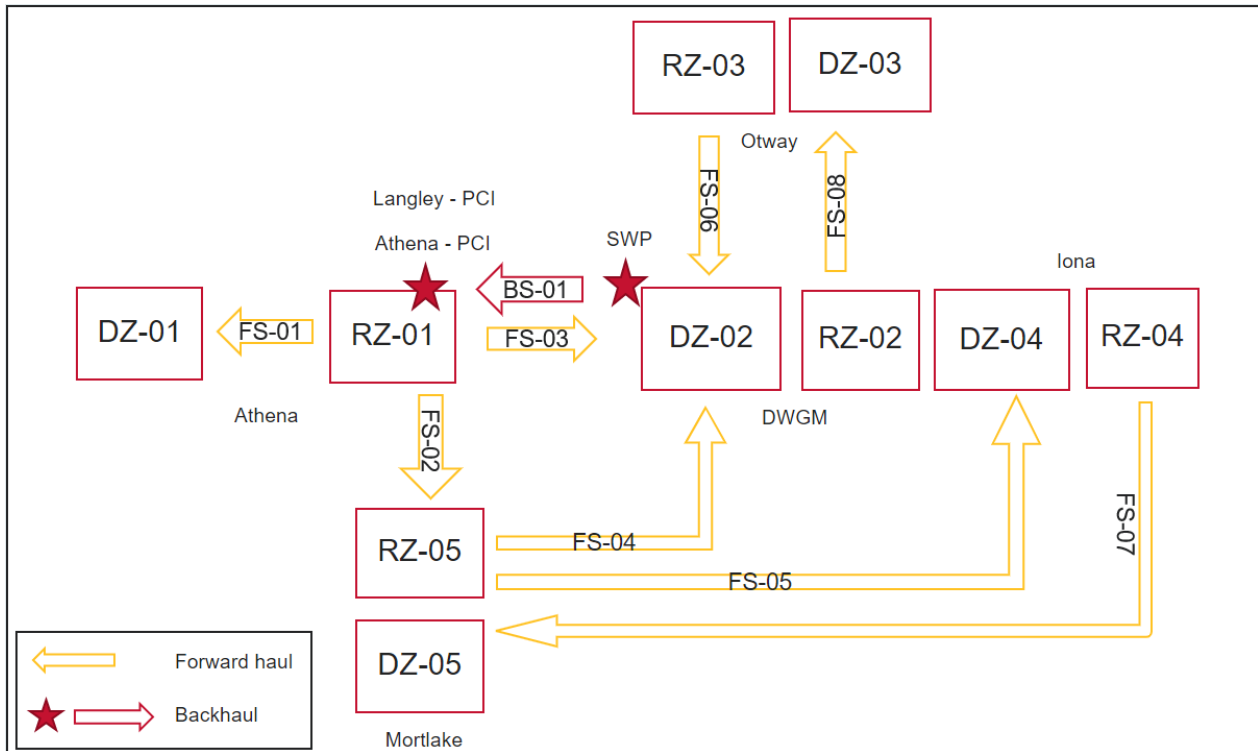 RZ-03
DZ-03
Otway
FS-06
FS-08
Langley - PCI
Athena - PCI
SWP
Iona
BS-01
DZ-01
FS-01
RZ-01
FS-03
DZ-02
RZ-02
DZ-04
RZ-04
Athena
DWGM
FS-02
FS-07
RZ-05
FS-04
FS-05
DZ-05
Mortlake
Forward haul
Backhaul